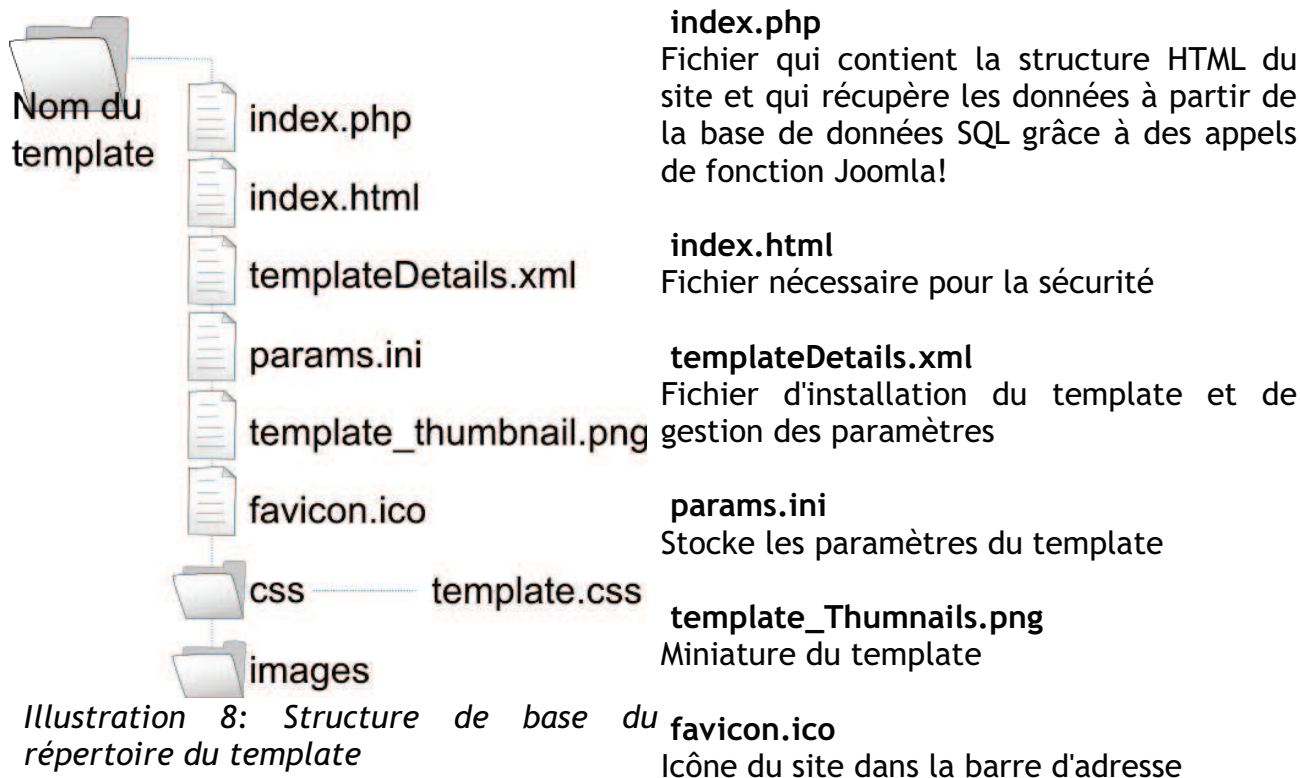 Nom du
template
index.php
index.html
templateDetails.xml
params.ini
template_thumbnail.png
favicon.ico
css
template.css
images
Illustration 8: Structure de base du
répertoire du template
index.php
Fichier qui contient la structure HTML du
site et qui récupère les données à partir de
la base de données SQL grâce à des appels
de fonction Joomla!
index.html
Fichier nécessaire pour la sécurité
templateDetails.xml
Fichier d'installation du template et de
gestion des paramètres
params.ini
Stocke les paramètres du template
template_Thumnails.png
Miniature du template
favicon.ico
Icône du site dans la barre d'adresse